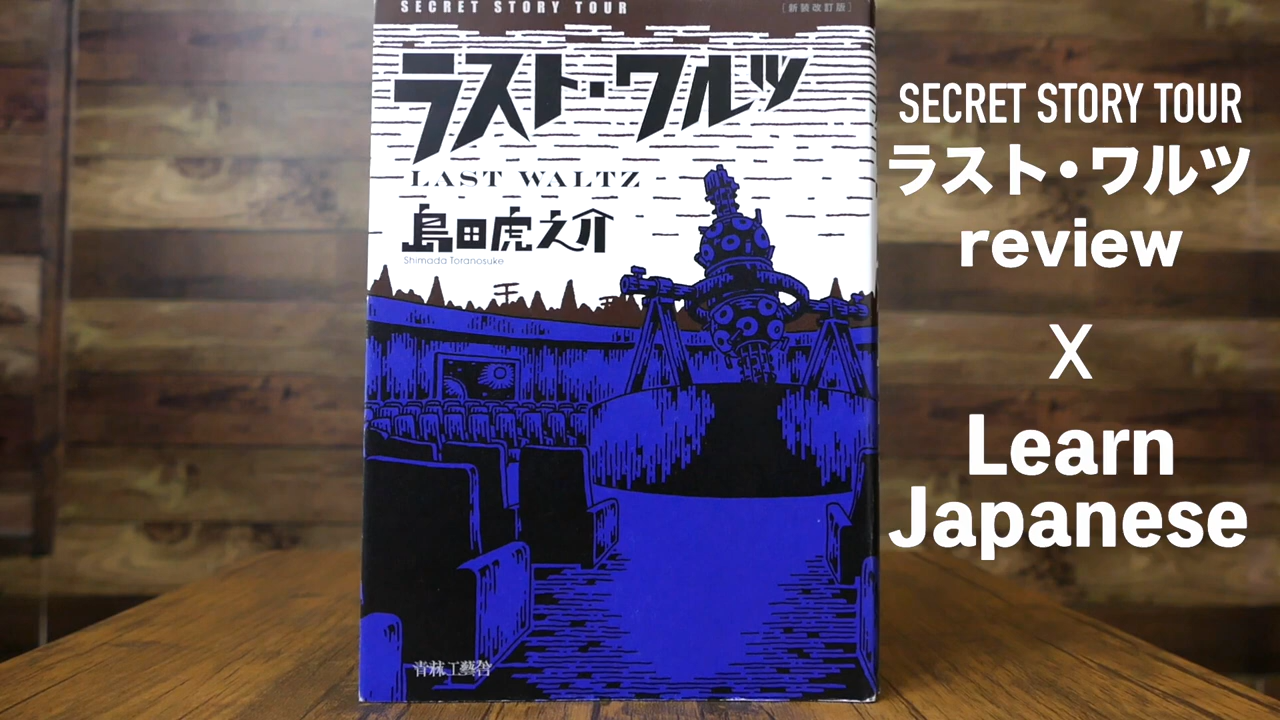 SECRET STORY TOUR
[新装改訂版]
ラスト・ワルツ
LAST WALTZ
島田虎之介
Shimada Toranosuke
青林工藝舎
SECRET STORY TOUR
ラスト・ワルツ
review
X
Learn
Japanese